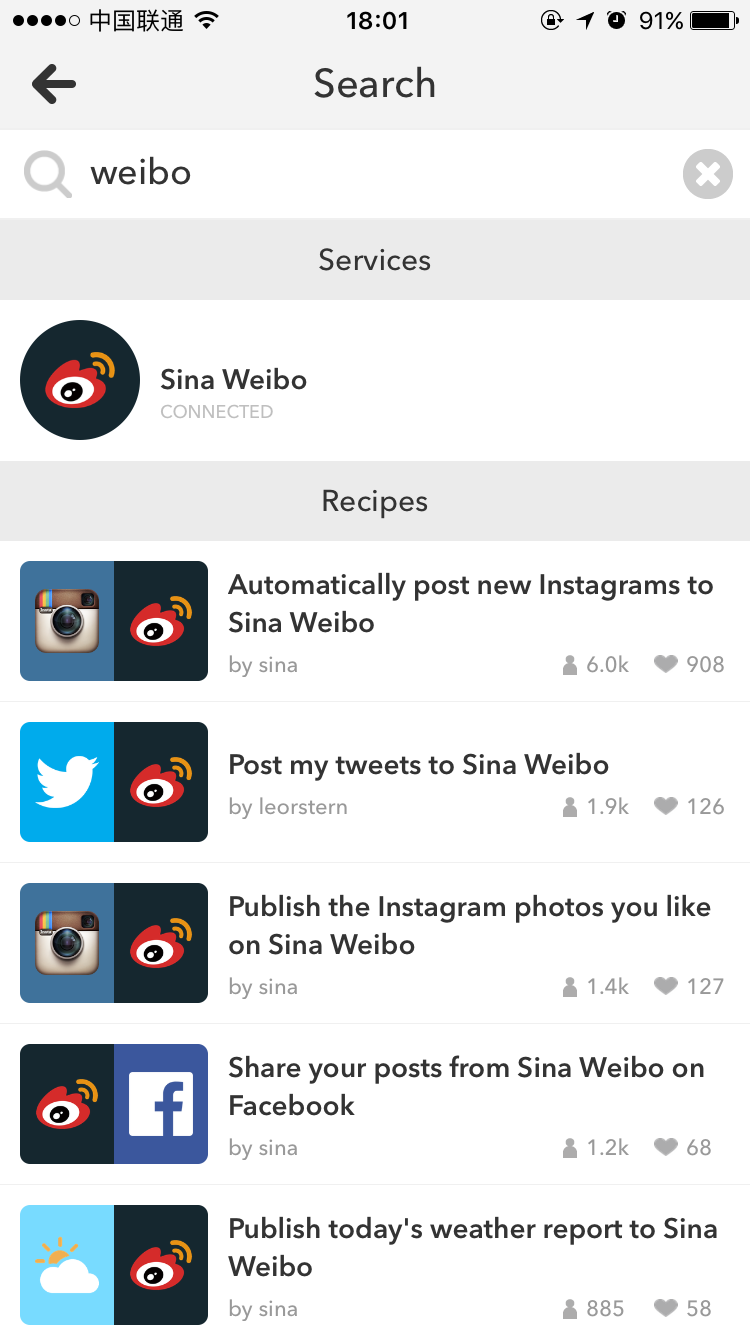 中国联通 18:01 91%
Search
weibo
Services
Sina Weibo
CONNECTED
Recipes
Automatically post new Instagrams to
Sina Weibo
by sina 6.0k 908
Post my tweets to Sina Weibo
by leorstern 1.9k 126
Publish the Instagram photos you like
on Sina Weibo
by sina 1.4k 127
Share your posts from Sina Weibo on
Facebook
by sina 1.2k 68
Publish today's weather report to Sina
Weibo
by sina 885 58